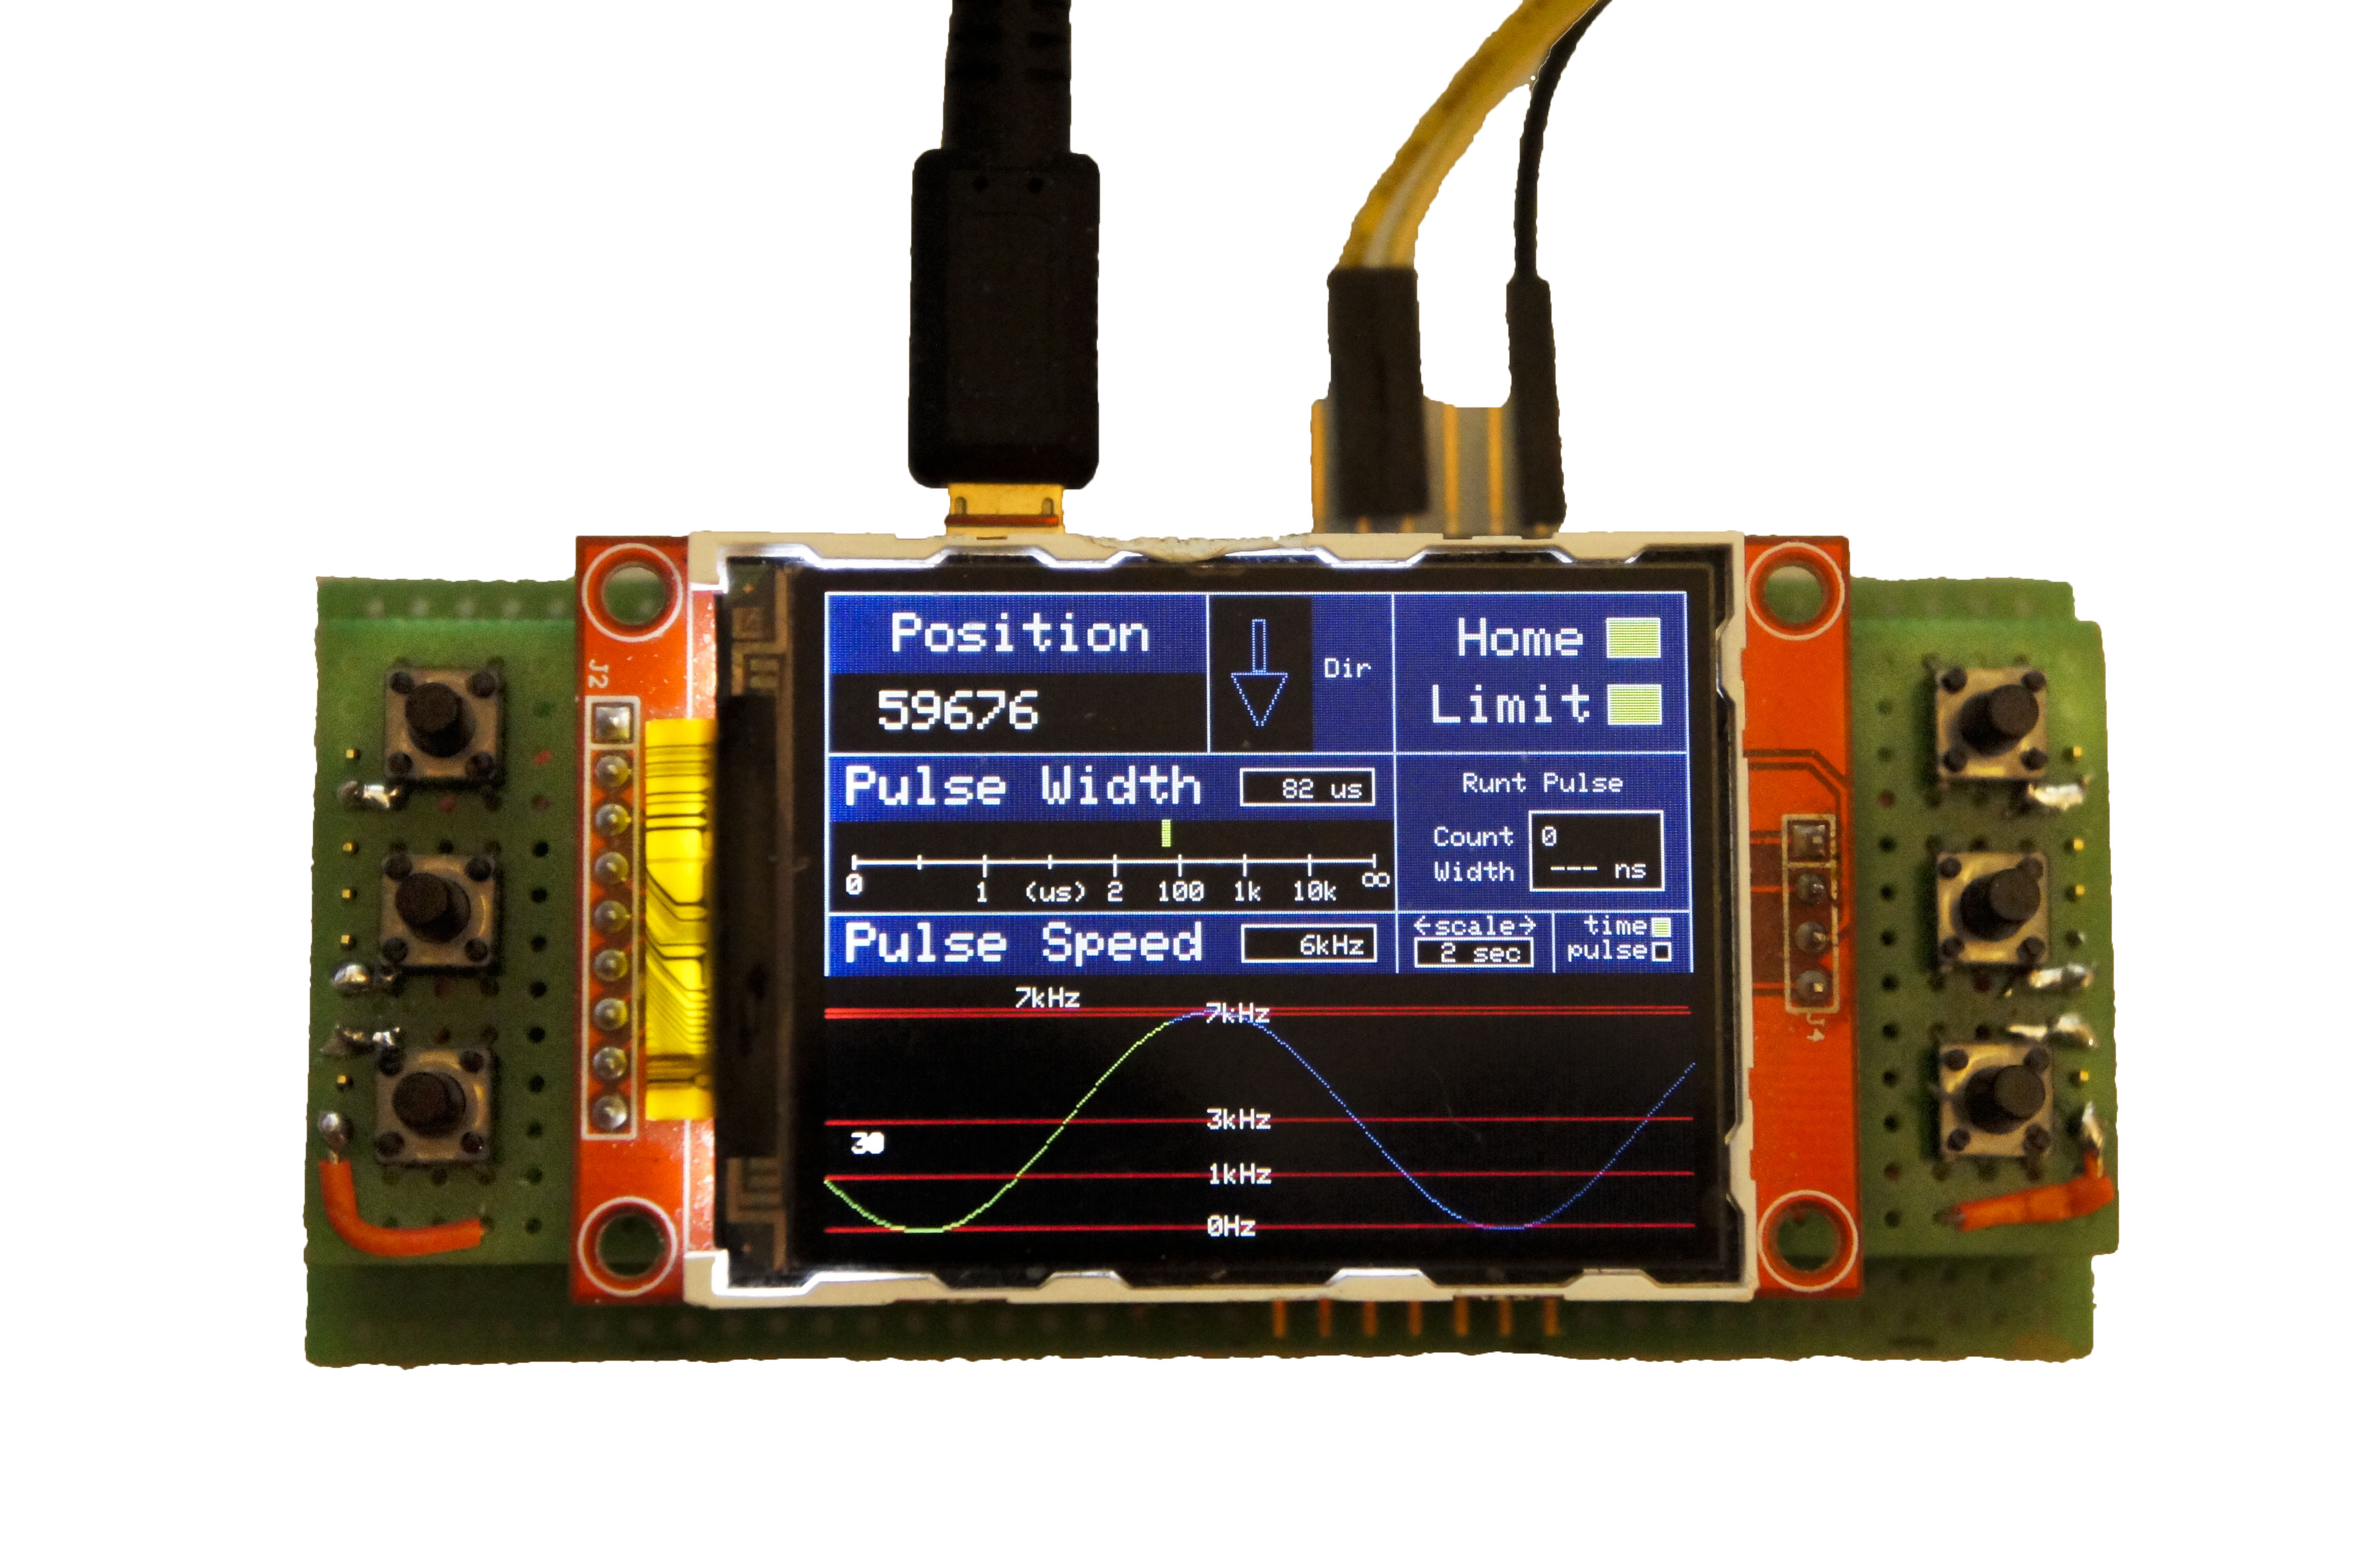 Position
59676
Dir
Home
Limit
Pulse Width 82 us
0 1 (us) 2 100 1k 10k ∞
Runt Pulse
Count 0
Width --- ns
Pulse Speed 6kHz
←scale→
2 sec
time
pulse
7kHz
7kHz
3kHz
30
1kHz
0Hz
J2
J4